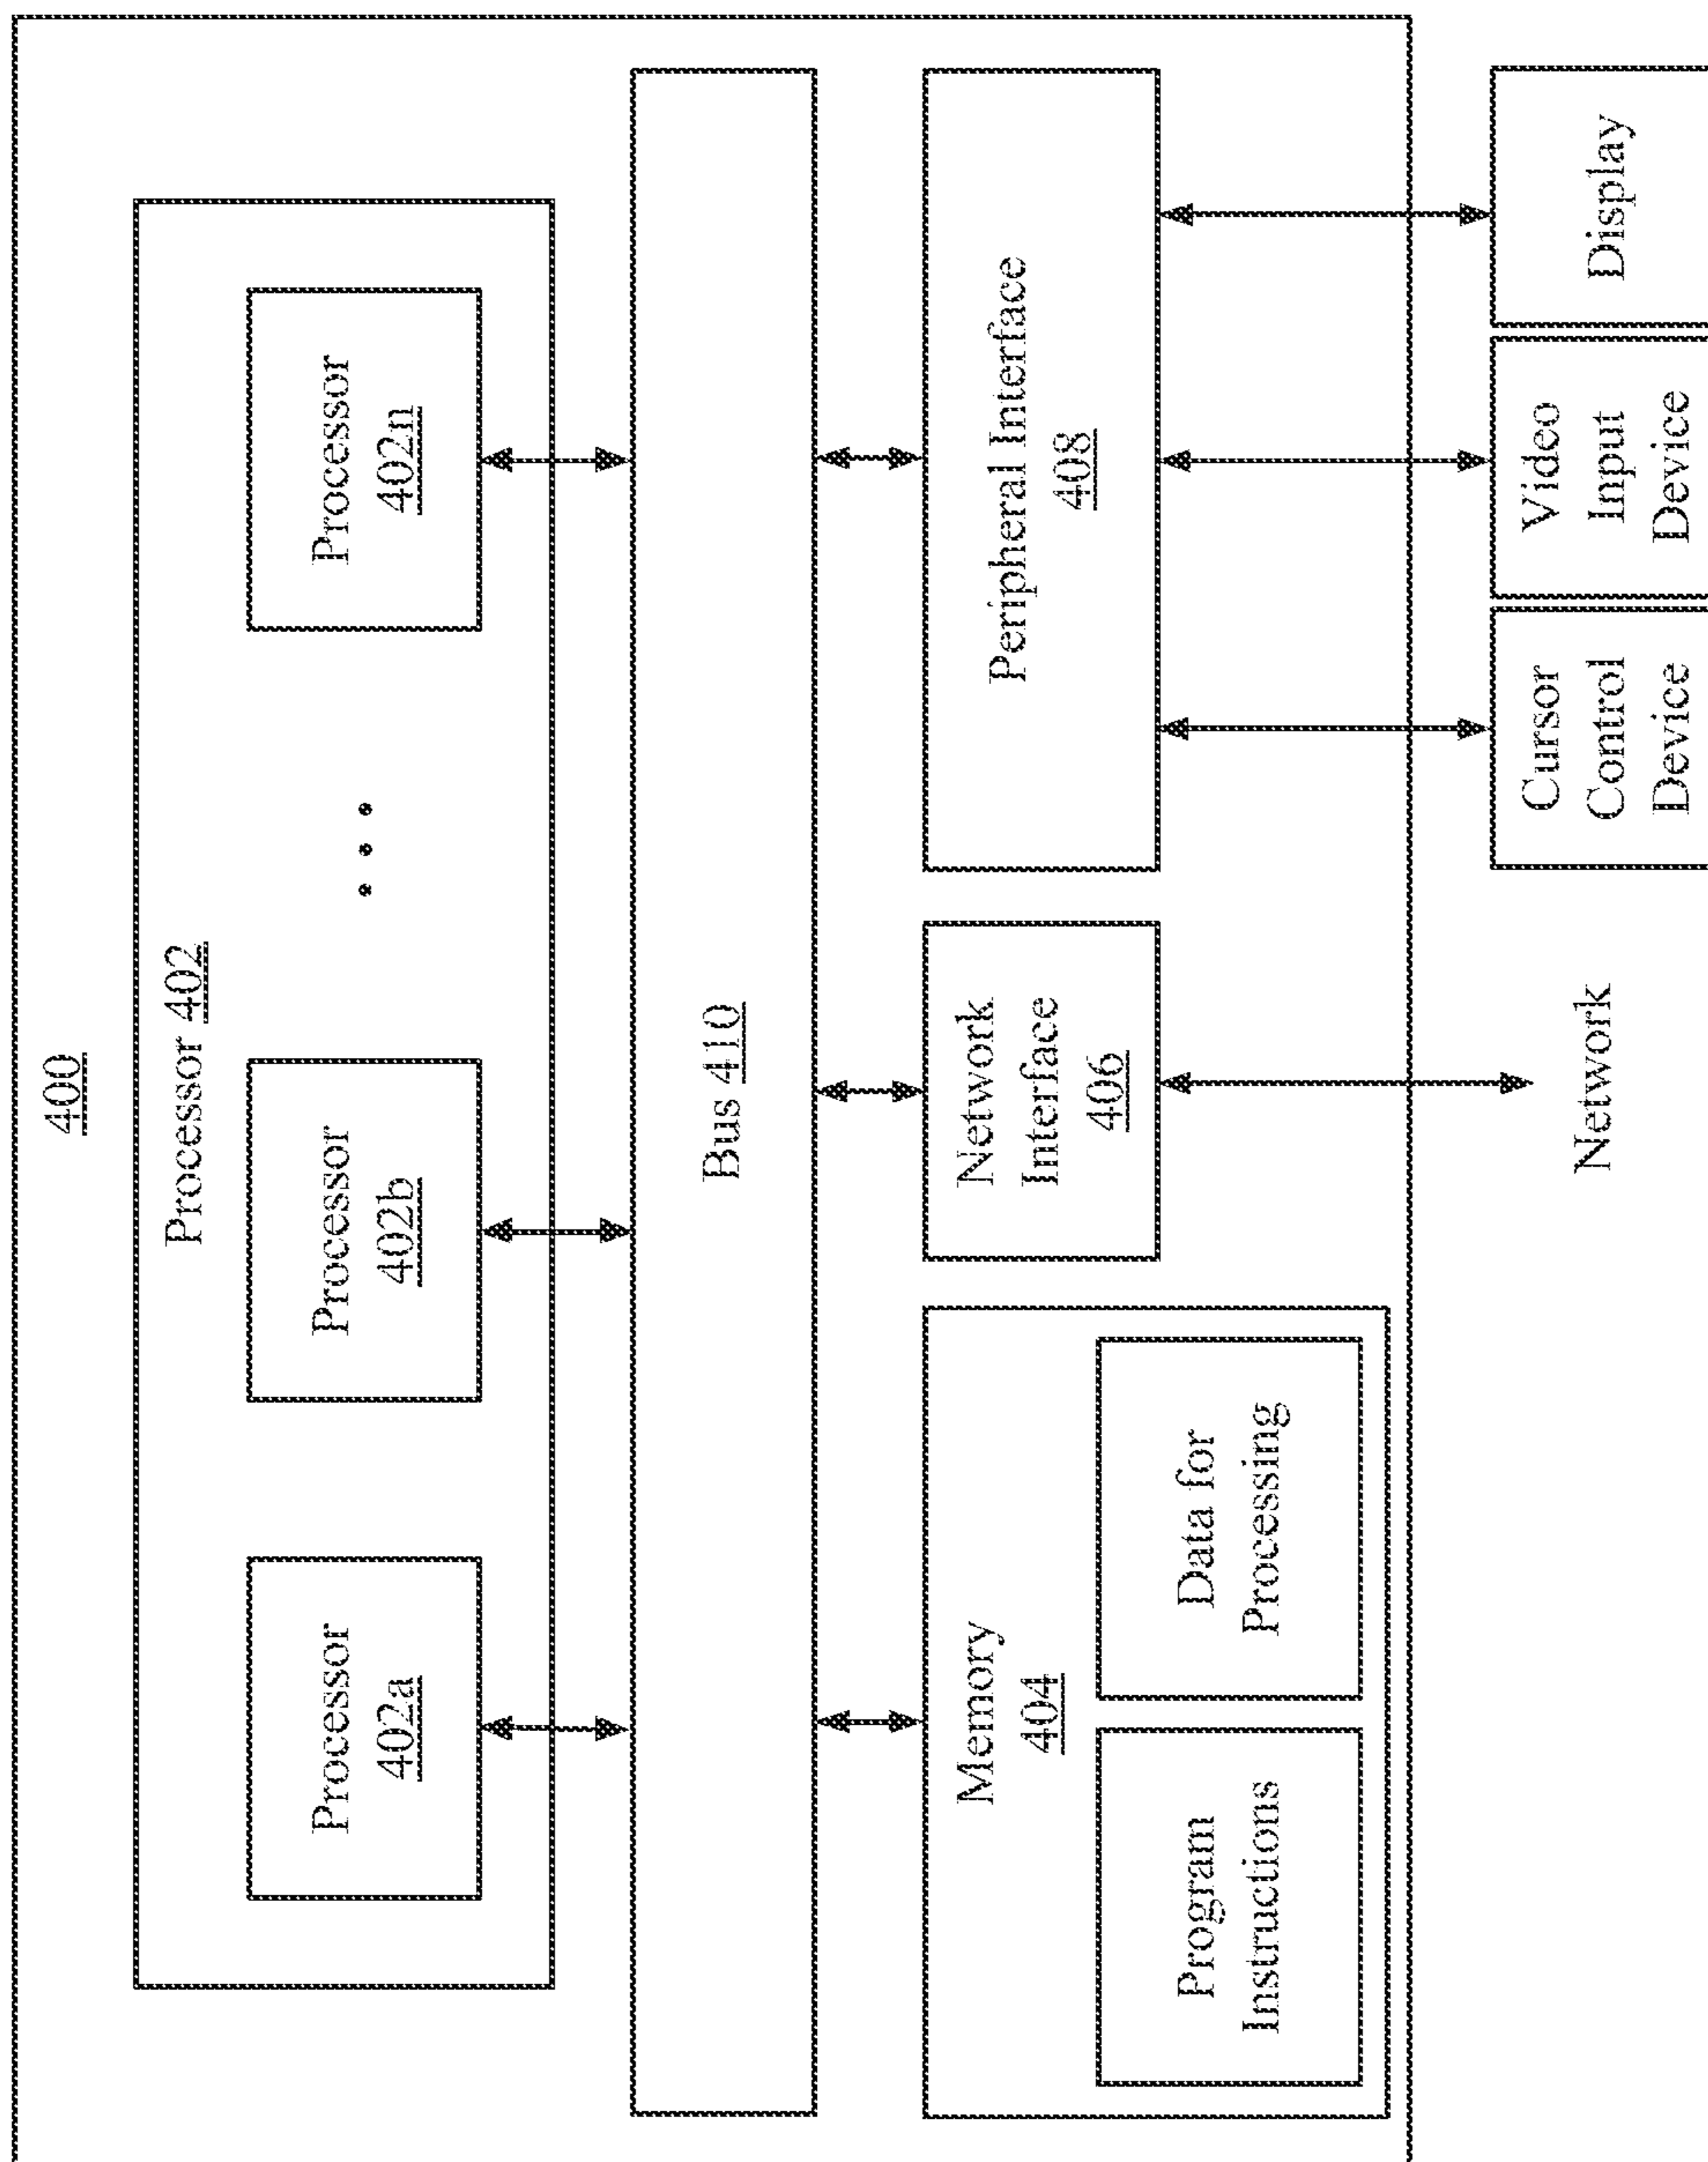 400
Processor 402
Processor
402a
Processor
402b
Processor
402n
Bus 410
Memory
404
Program
Instructions
Data for
Processing
Network
Interface
406
Peripheral Interface
408
Network
Cursor
Control
Device
Video
Input
Device
Display